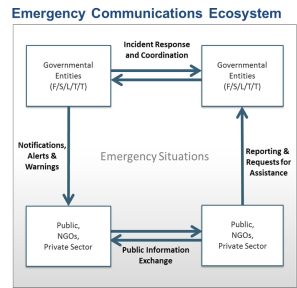 Emergency Communications Ecosystem
Incident Response
and Coordination
Governmental
Entities
(F/S/L/T/T)
Governmental
Entities
(F/S/L/T/T)
Notifications,
Alerts &
Warnings
Emergency Situations
Reporting &
Requests for
Assistance
Public,
NGOs,
Private Sector
Public,
NGOs,
Private Sector
Public Information
Exchange